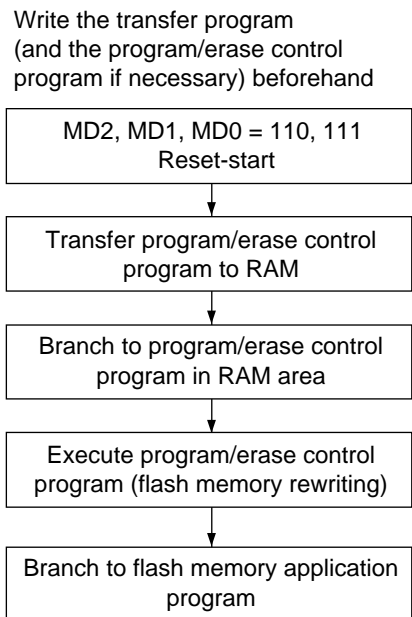 Write the transfer program
(and the program/erase control
program if necessary) beforehand
MD2, MD1, MD0 = 110, 111
Reset-start
Transfer program/erase control
program to RAM
Branch to program/erase control
program in RAM area
Execute program/erase control
program (flash memory rewriting)
Branch to flash memory application
program